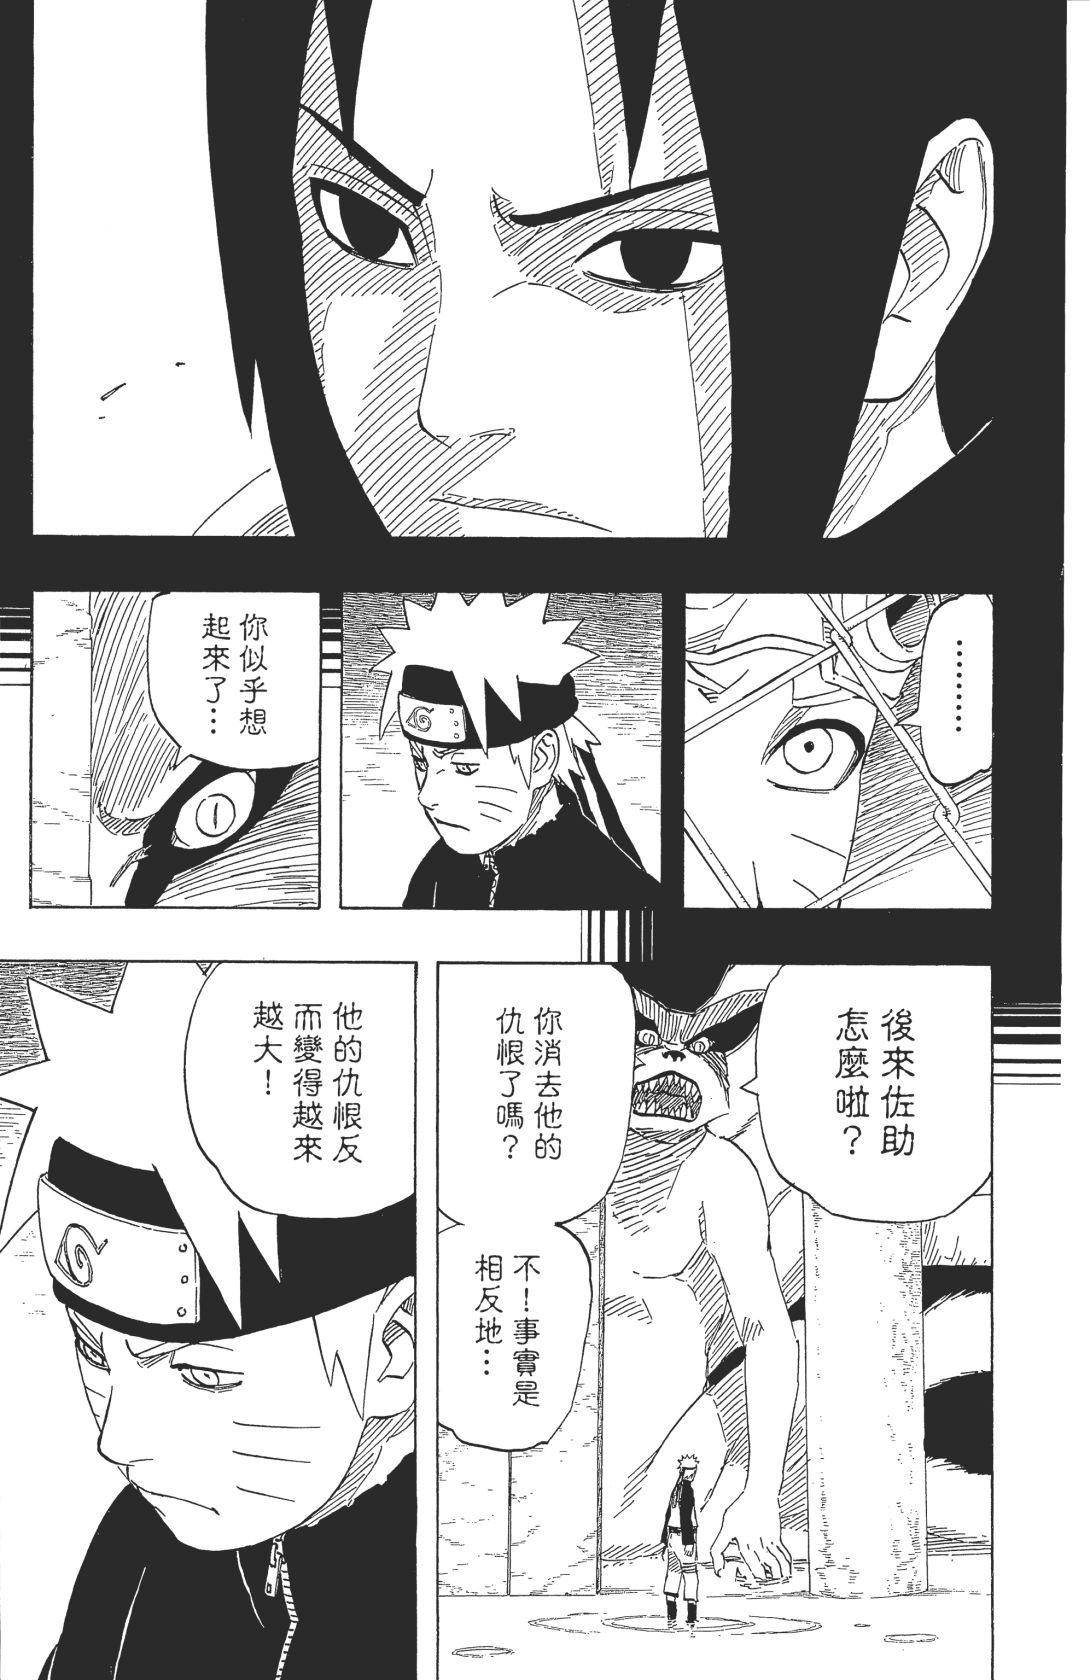 ………
你似乎想
起來了…
後來佐助
怎麼啦？
你消去他的
仇恨了嗎？
不！事實是
相反地…
他的仇恨反
而變得越來
越大！